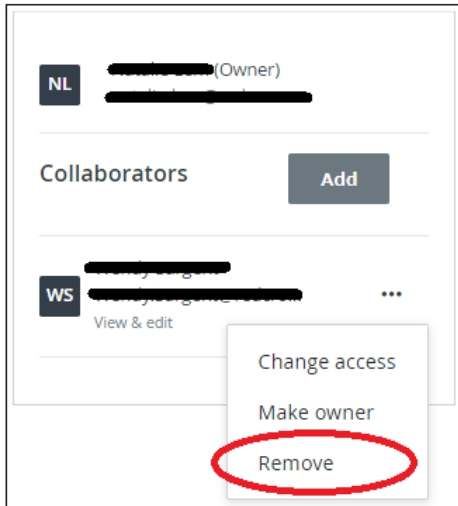 NL
(Owner)
Collaborators
Add
WS
View & edit
...
Change access
Make owner
Remove